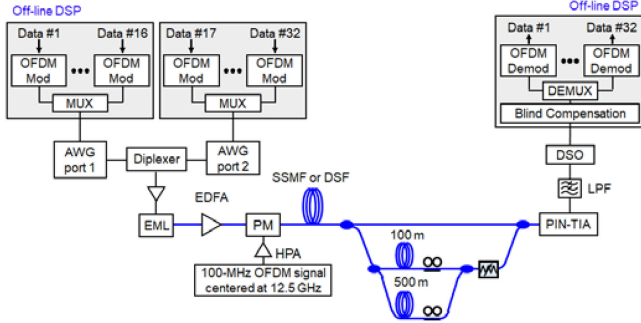 Off-line DSP
Data #1
Data #16
OFDM
Mod
•••
OFDM
Mod
MUX
Data #17
Data #32
OFDM
Mod
•••
OFDM
Mod
MUX
AWG
port 1
Diplexer
AWG
port 2
EML
EDFA
PM
HPA
100-MHz OFDM signal
centered at 12.5 GHz
SSMF or DSF
100 m
500 m
Off-line DSP
Data #1
Data #32
OFDM
Demod
•••
OFDM
Demod
DEMUX
Blind Compensation
DSO
LPF
PIN-TIA